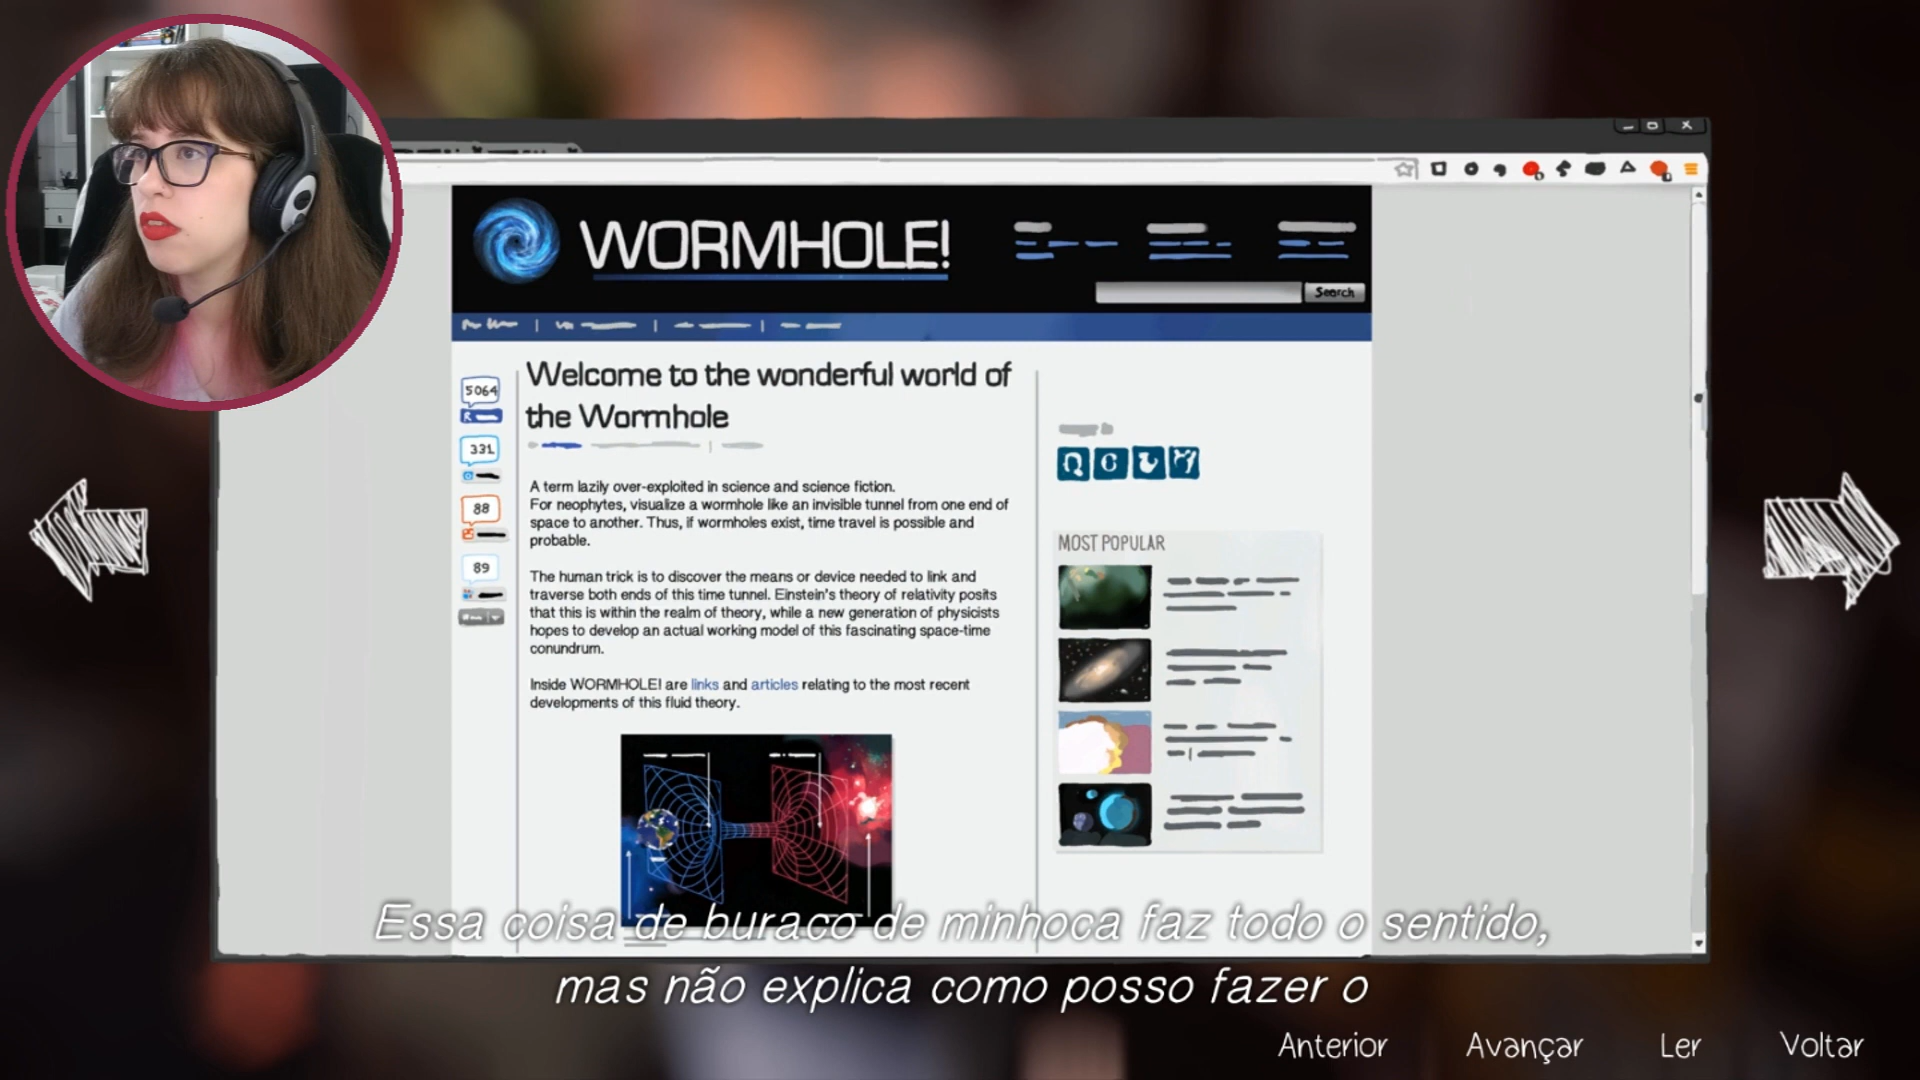 WORMHOLE!
Search
Welcome to the wonderful world of
the Wormhole
5064
331
88
89
A term lazily over-exploited in science and science fiction.
For neophytes, visualize a wormhole like an invisible tunnel from one end of
space to another. Thus, if wormholes exist, time travel is possible and
probable.
The human trick is to discover the means or device needed to link and
traverse both ends of this time tunnel. Einstein's theory of relativity posits
that this is within the realm of theory, while a new generation of physicists
hopes to develop an actual working model of this fascinating space-time
conundrum.
Inside WORMHOLE! are links and articles relating to the most recent
developments of this fluid theory.
MOST POPULAR
Essa coisa de buraco de minhoca faz todo o sentido,
mas não explica como posso fazer o
Anterior
Avançar
Ler
Voltar